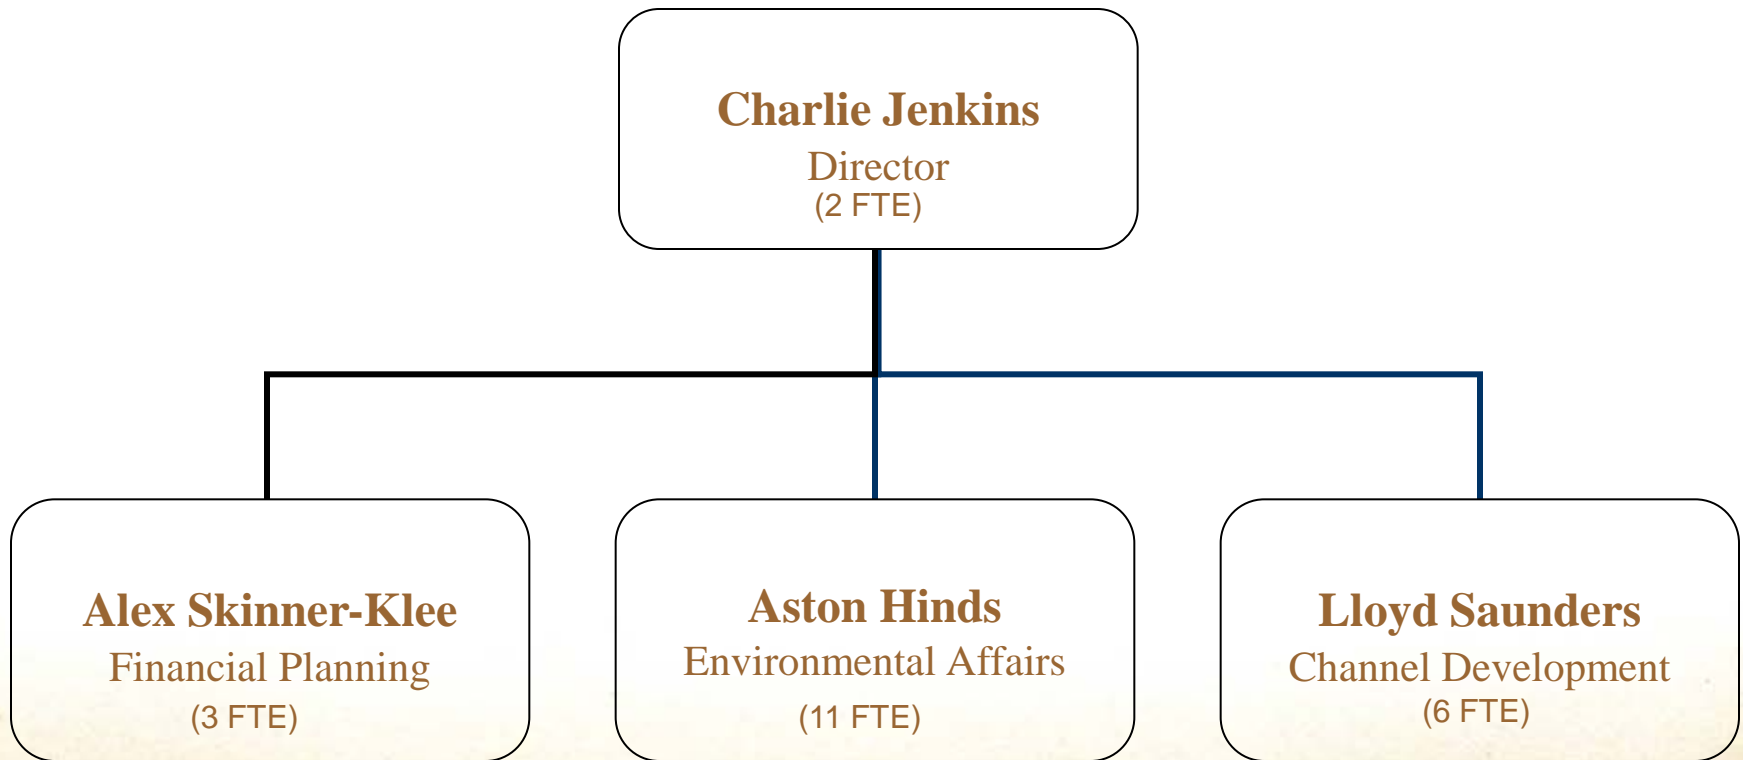 Charlie Jenkins
Director
(2 FTE)
Alex Skinner-Klee
Financial Planning
(3 FTE)
Aston Hinds
Environmental Affairs
(11 FTE)
Lloyd Saunders
Channel Development
(6 FTE)